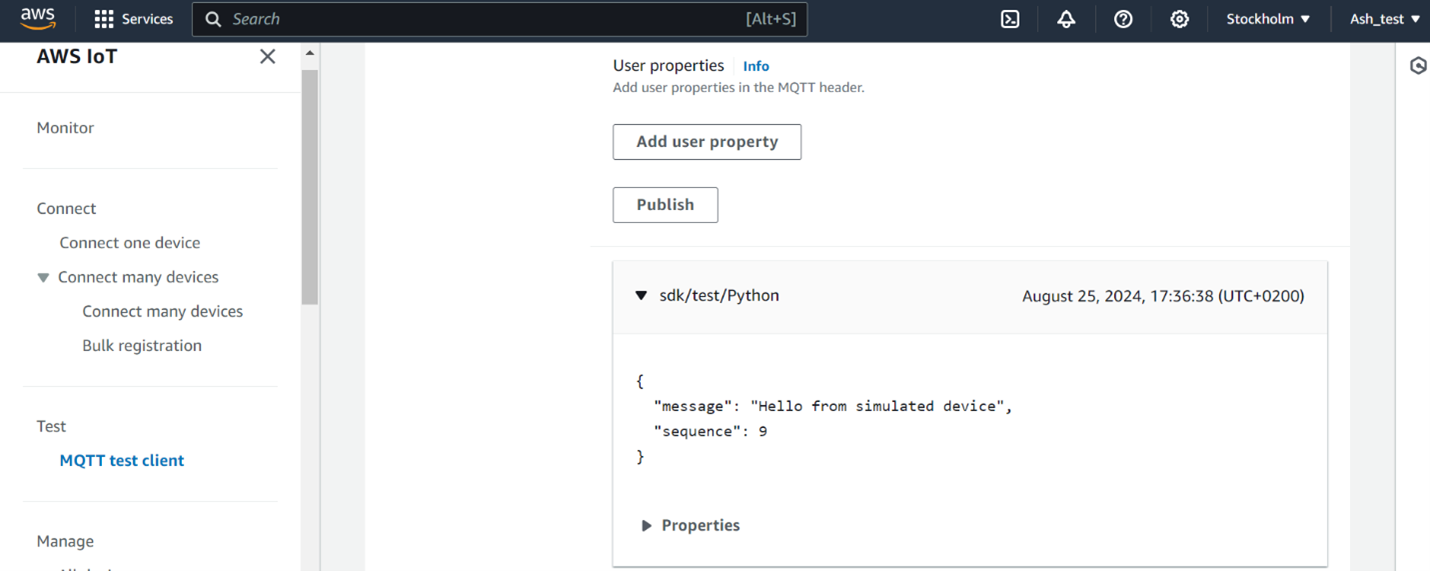 aws
Services
Search
[Alt+S]
Stockholm
Ash_test
AWS IoT
Monitor
Connect
Connect one device
Connect many devices
Connect many devices
Bulk registration
Test
MQTT test client
Manage
User properties
Info
Add user properties in the MQTT header.
Add user property
Publish
sdk/test/Python
August 25, 2024, 17:36:38 (UTC+0200)
{
"message": "Hello from simulated device",
"sequence": 9
}
Properties